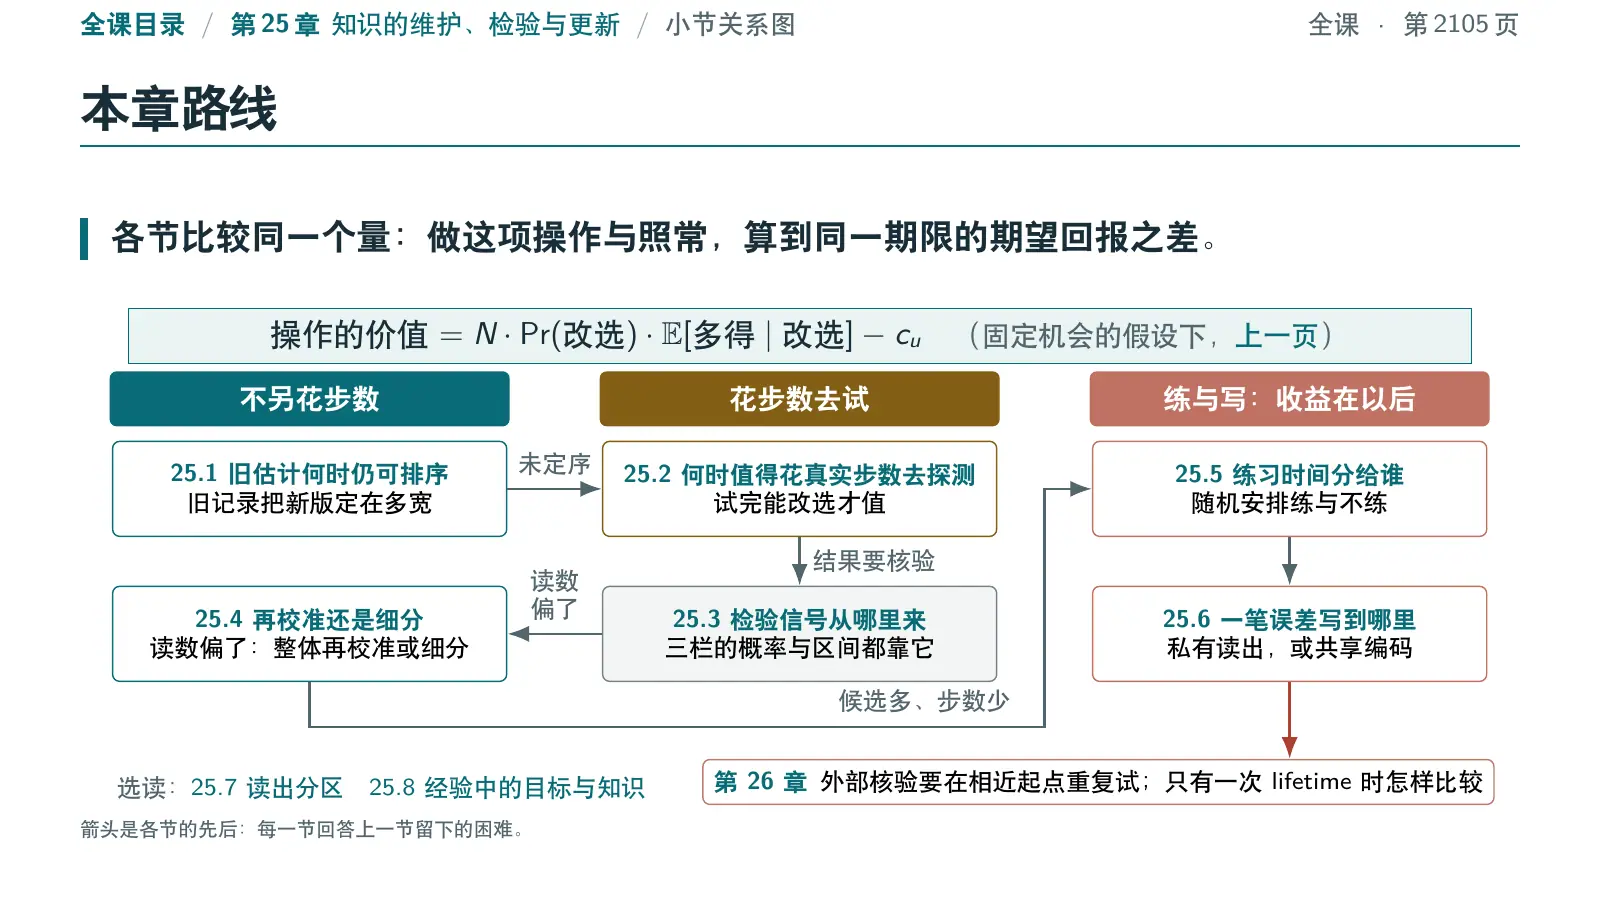 全课目录 / 第 25 章 知识的维护、检验与更新 / 小节关系图
全课 · 第 2105 页
本章路线
各节比较同一个量：做这项操作与照常，算到同一期限的期望回报之差。
操作的价值 = N · Pr(改选) · 𝔼[多得 | 改选] − c_u （固定机会的假设下，上一页）
不另花步数
花步数去试
练与写：收益在以后
25.1 旧估计何时仍可排序
旧记录把新版定在多宽
未定序
25.2 何时值得花真实步数去探测
试完能改选才值
25.5 练习时间分给谁
随机安排练与不练
结果要核验
读数
偏了
25.4 再校准还是细分
读数偏了：整体再校准或细分
25.3 检验信号从哪里来
三栏的概率与区间都靠它
25.6 一笔误差写到哪里
私有读出，或共享编码
候选多、步数少
选读：25.7 读出分区 25.8 经验中的目标与知识
第 26 章 外部核验要在相近起点重复试；只有一次 lifetime 时怎样比较
箭头是各节的先后：每一节回答上一节留下的困难。